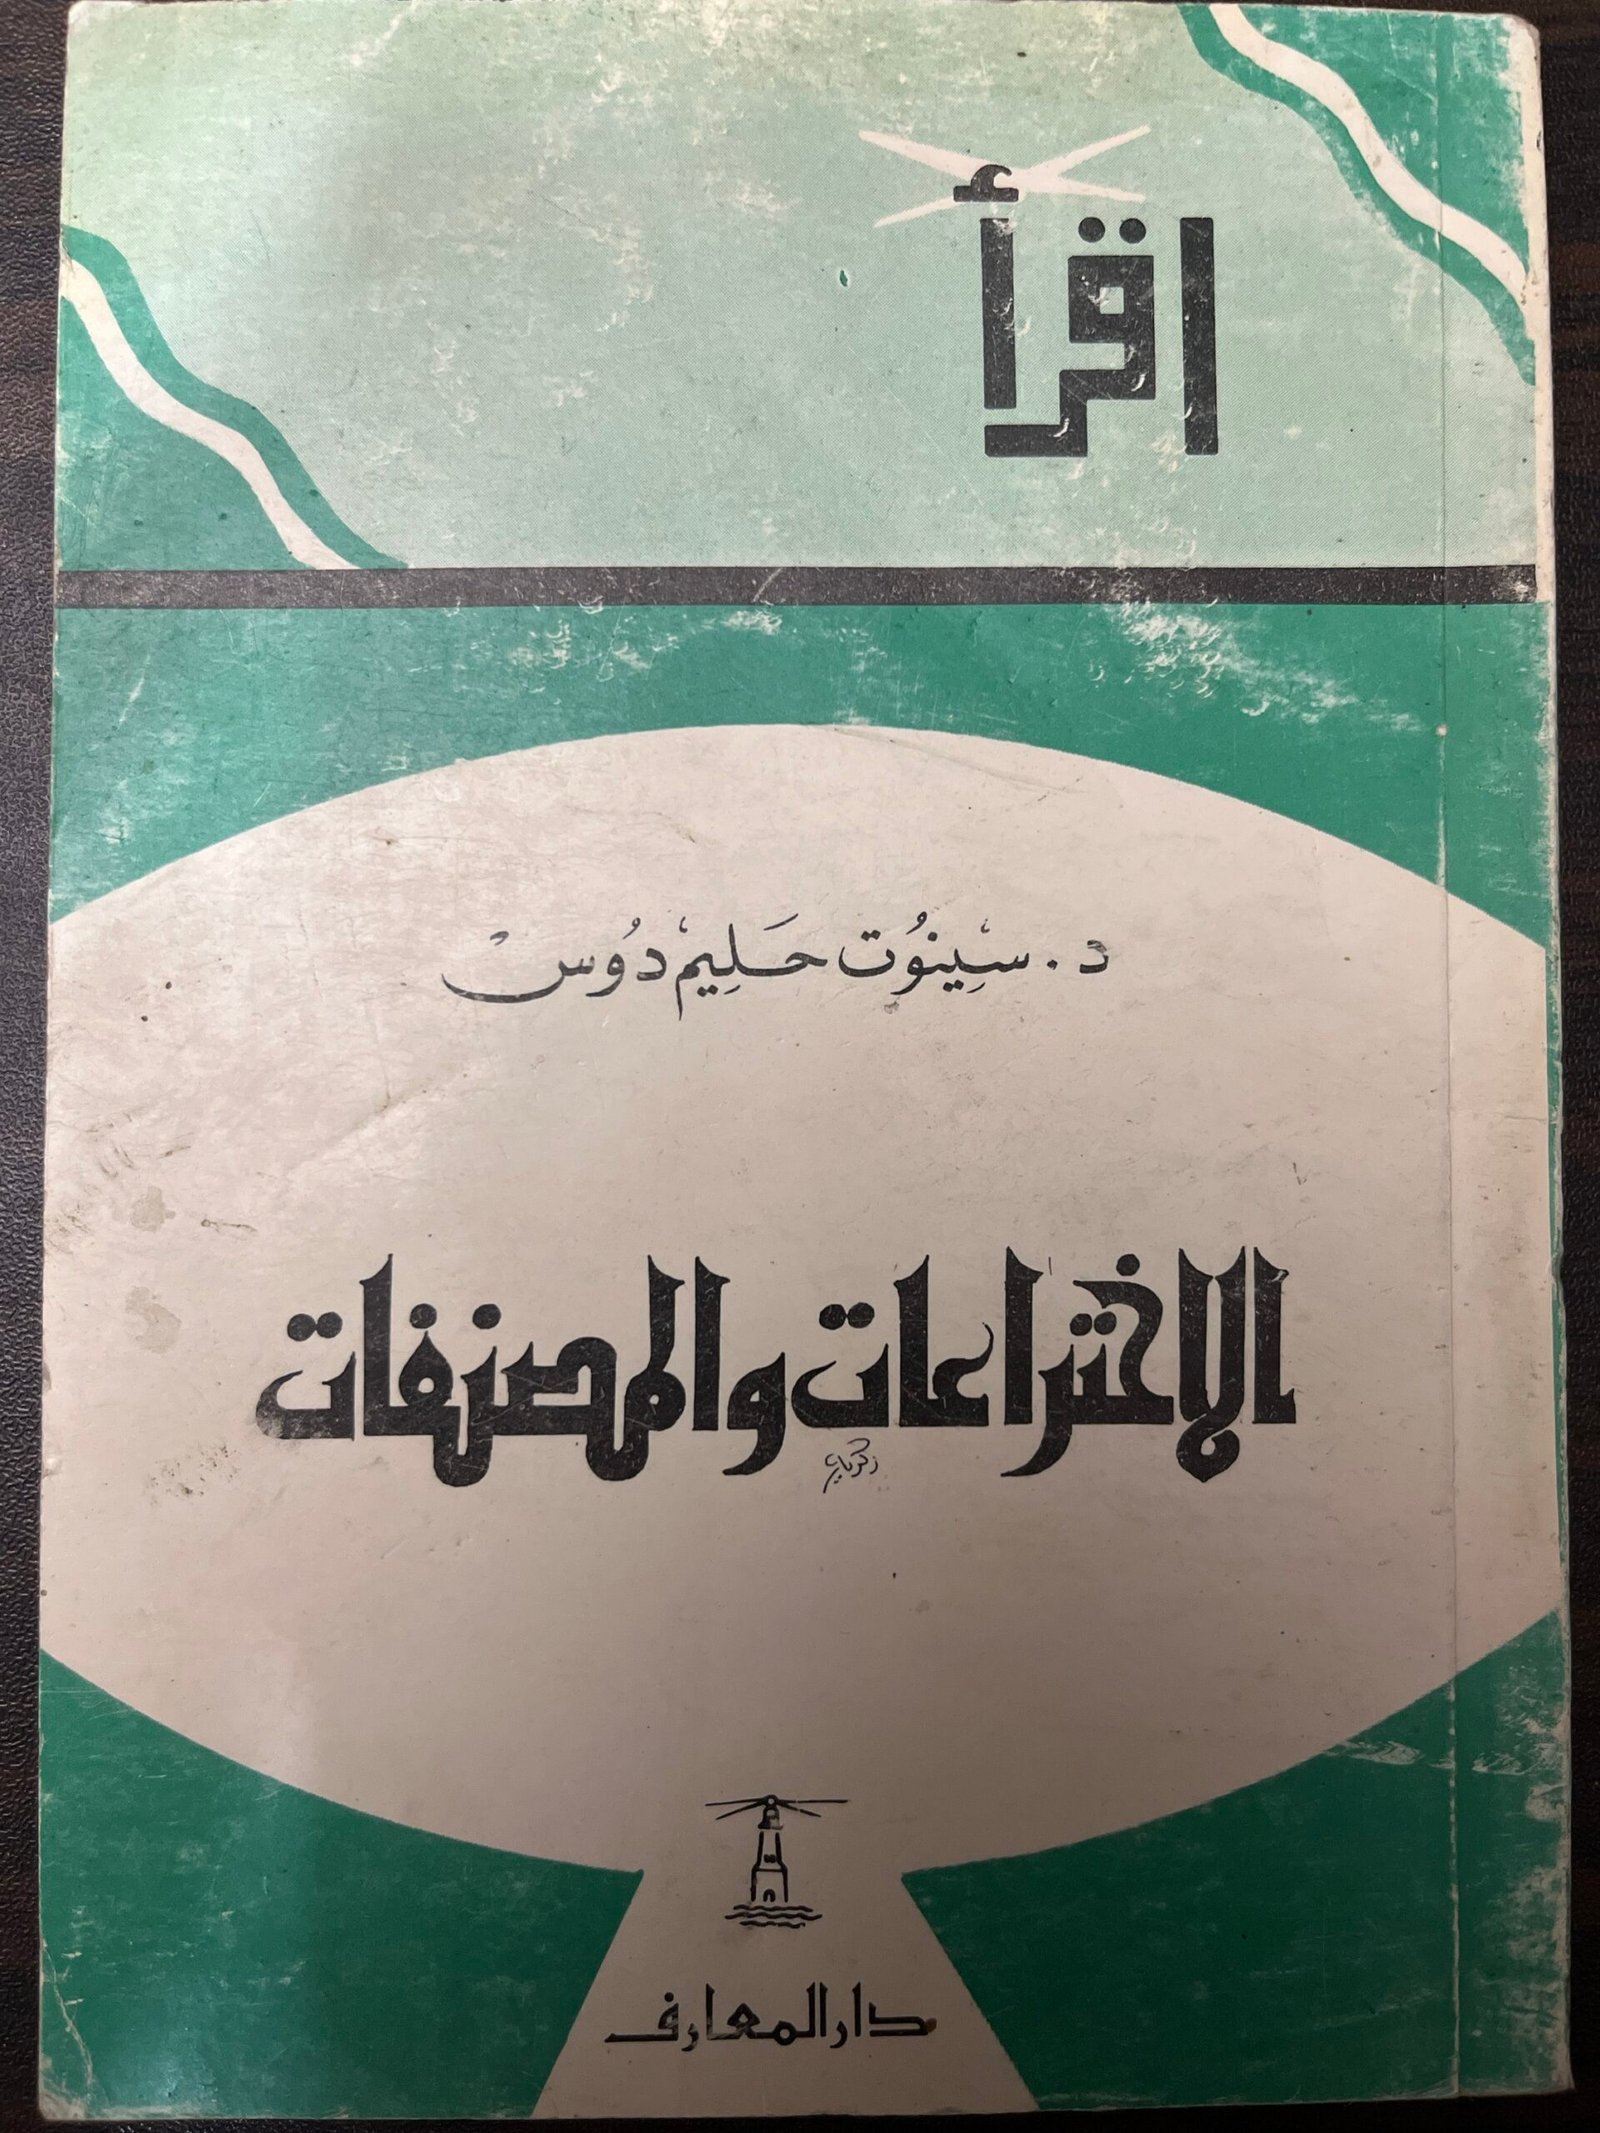 اقرأ
د. سينوت حليم دوس
الاختراعات والمصنفات
دار المعارف